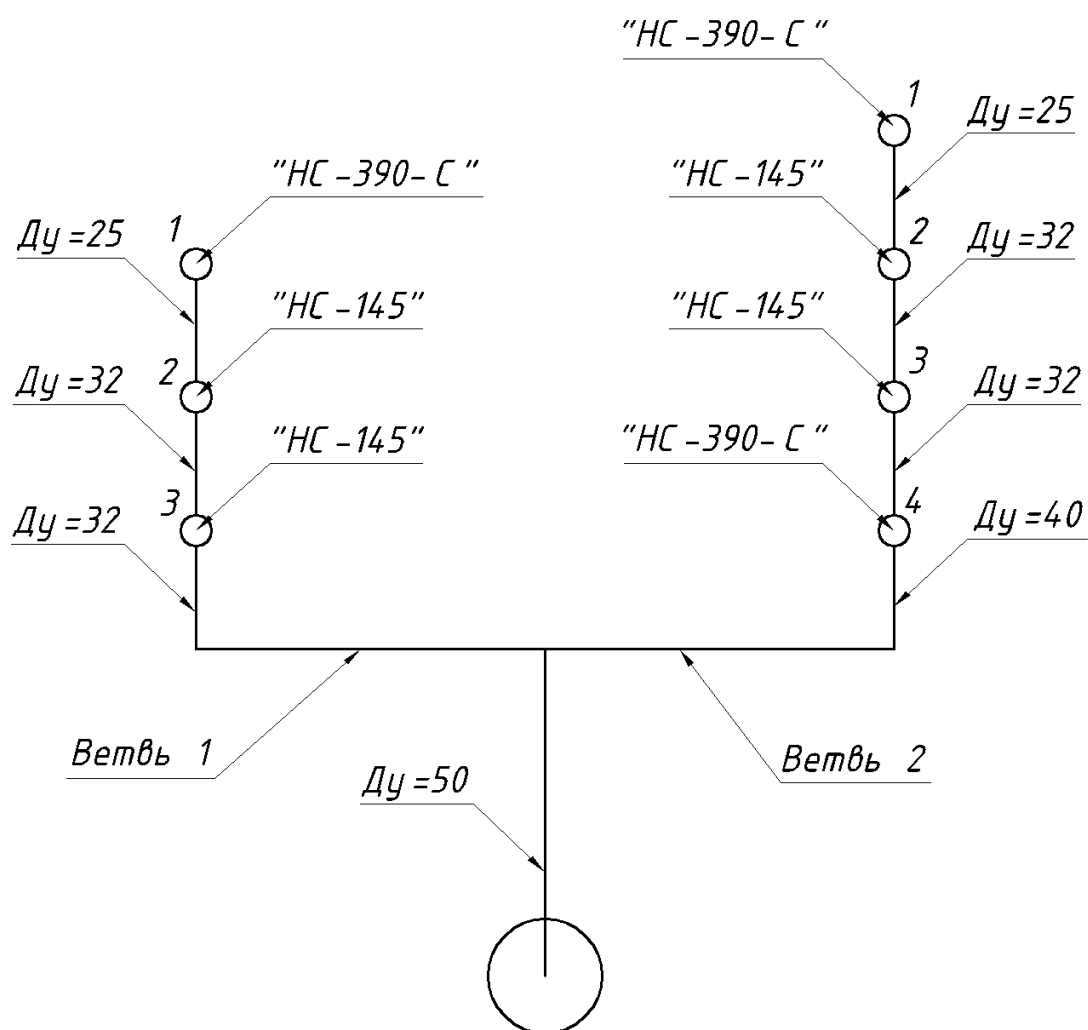 "НС-390-С"
1
Ду=25
"НС-390-С"
"НС-145"
1
2
Ду=25
Ду=32
"НС-145"
"НС-145"
2
3
Ду=32
Ду=32
"НС-145"
"НС-390-С"
3
4
Ду=32
Ду=40
Ветвь 1
Ветвь 2
Ду=50